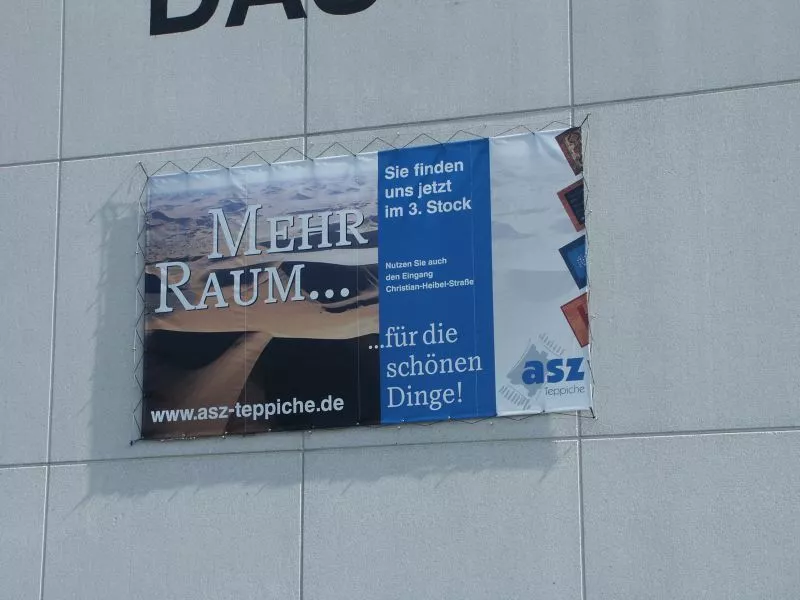 DAS
MEHR
RAUM...
www.asz-teppiche.de
Sie finden
uns jetzt
im 3. Stock
Nutzen Sie auch
den Eingang
Christian-Heibel-Straße
...für die
schönen
Dinge!
asz
Teppiche